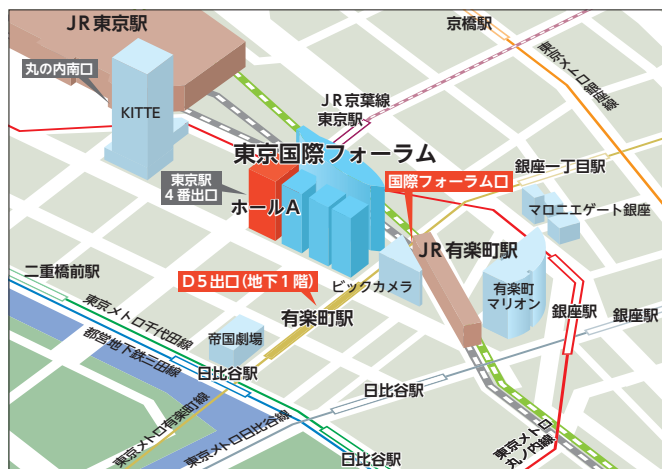 JR東京駅
京橋駅
丸の内南口
東京メトロ
銀座線
KITTE
JR京葉線
東京駅
東京国際フォーラム
銀座一丁目駅
東京駅
4番出口
国際フォーラム口
ホールA
マロニエゲート銀座
JR有楽町駅
二重橋前駅
D5出口(地下1階)
ビックカメラ
有楽町
マリオン
東京メトロ千代田線
有楽町駅
銀座駅
銀座駅
都営地下鉄三田線
帝国劇場
日比谷駅
日比谷駅
東京メトロ有楽町線
東京メトロ日比谷線
東京メトロ
丸ノ内線
日比谷駅